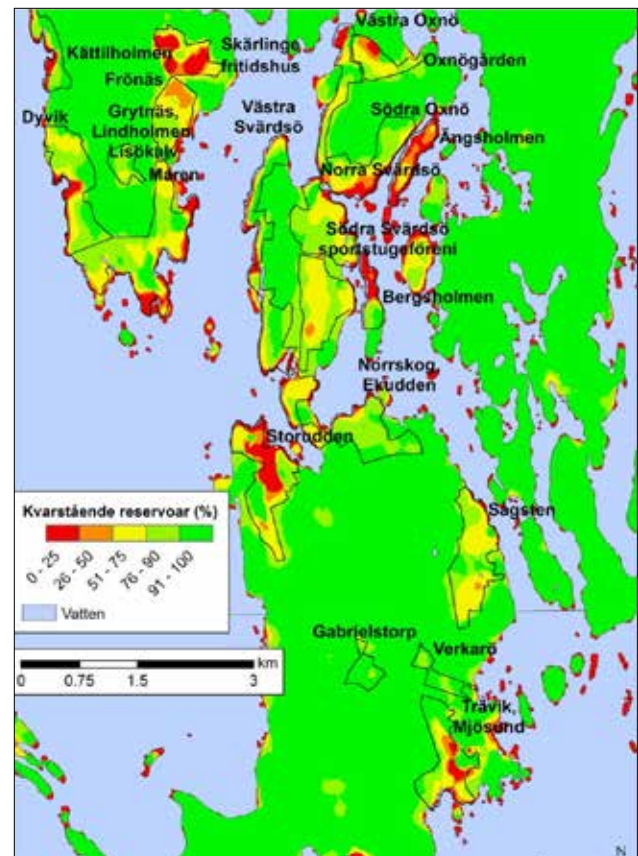 Västra Oxnö
Kättilholmen
Skärlinge
fritidshus
Oxnögården
Frönäs
Dyvik
Grytnäs,
Lindholmen,
Lisökalv
Västra
Svärdsö
Södra Oxnö
Ängsholmen
Maren
Norra Svärdsö
Södra Svärdsö
sportstugeföreni
Bergsholmen
Norrskog,
Ekudden
Storudden
Kvarstående reservoar (%)
0 - 25
26 - 50
51 - 75
76 - 90
91 - 100
Vatten
Sågsten
Gabrielstorp
Verkarö
km
0 0.75 1.5 3
Trävik,
Mjösund
N